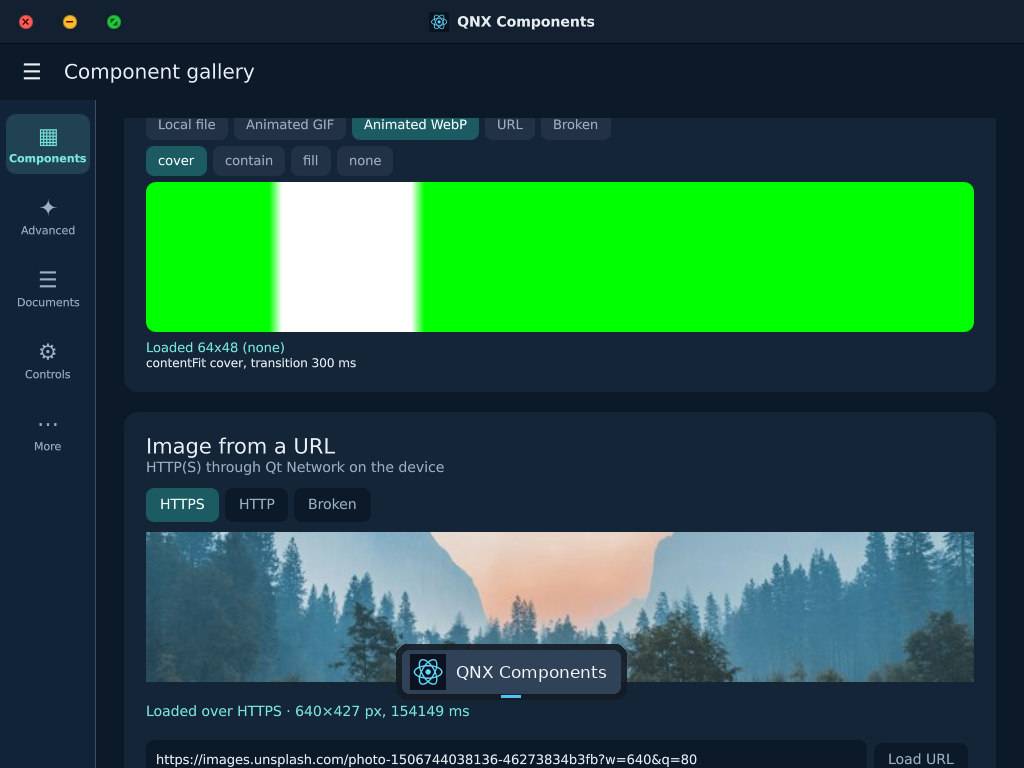 QNX Components
☰ Component gallery
Local file Animated GIF Animated WebP URL Broken
cover contain fill none
Components
Advanced
Documents
Controls
More
Loaded 64x48 (none)
contentFit cover, transition 300 ms
Image from a URL
HTTP(S) through Qt Network on the device
HTTPS HTTP Broken
QNX Components
Loaded over HTTPS · 640×427 px, 154149 ms
https://images.unsplash.com/photo-1506744038136-46273834b3fb?w=640&q=80 Load URL